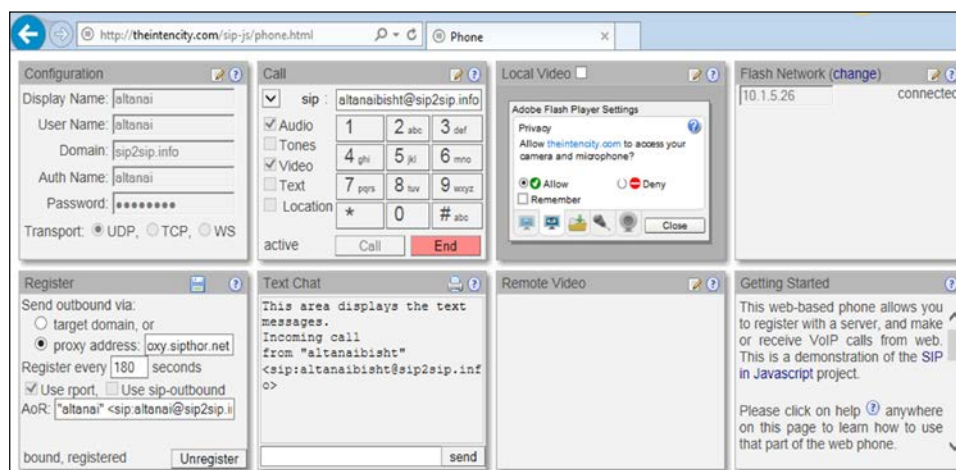 http://theintencity.com/sip-js/phone.html
Phone
Configuration
Display Name: altanai
User Name: altanai
Domain: sip2sip.info
Auth Name: altanai
Password:
Transport: UDP, TCP, WS
Call
sip : altanaibisht@sip2sip.info
Audio
Tones
Video
Text
Location
1 2 abc 3 def
4 ghi 5 jkl 6 mno
7 pqrs 8 tuv 9 wxyz
* 0 # abc
active Call End
Local Video
Adobe Flash Player Settings
Privacy
Allow theintencity.com to access your
camera and microphone?
Allow Deny
Remember
Close
Flash Network (change)
10.1.5.26 connected
Register
Send outbound via:
target domain, or
proxy address: oxy.sipthor.net
Register every 180 seconds
Use rport, Use sip-outbound
AoR: "altanai" <sip:altanai@sip2sip.i
bound, registered Unregister
Text Chat
This area displays the text
messages.
Incoming call
from "altanaibisht"
<sip:altanaibisht@sip2sip.inf
o>
send
Remote Video
Getting Started
This web-based phone allows you
to register with a server, and make
or receive VoIP calls from web.
This is a demonstration of the SIP
in Javascript project.
Please click on help ? anywhere
on this page to learn how to use
that part of the web phone.